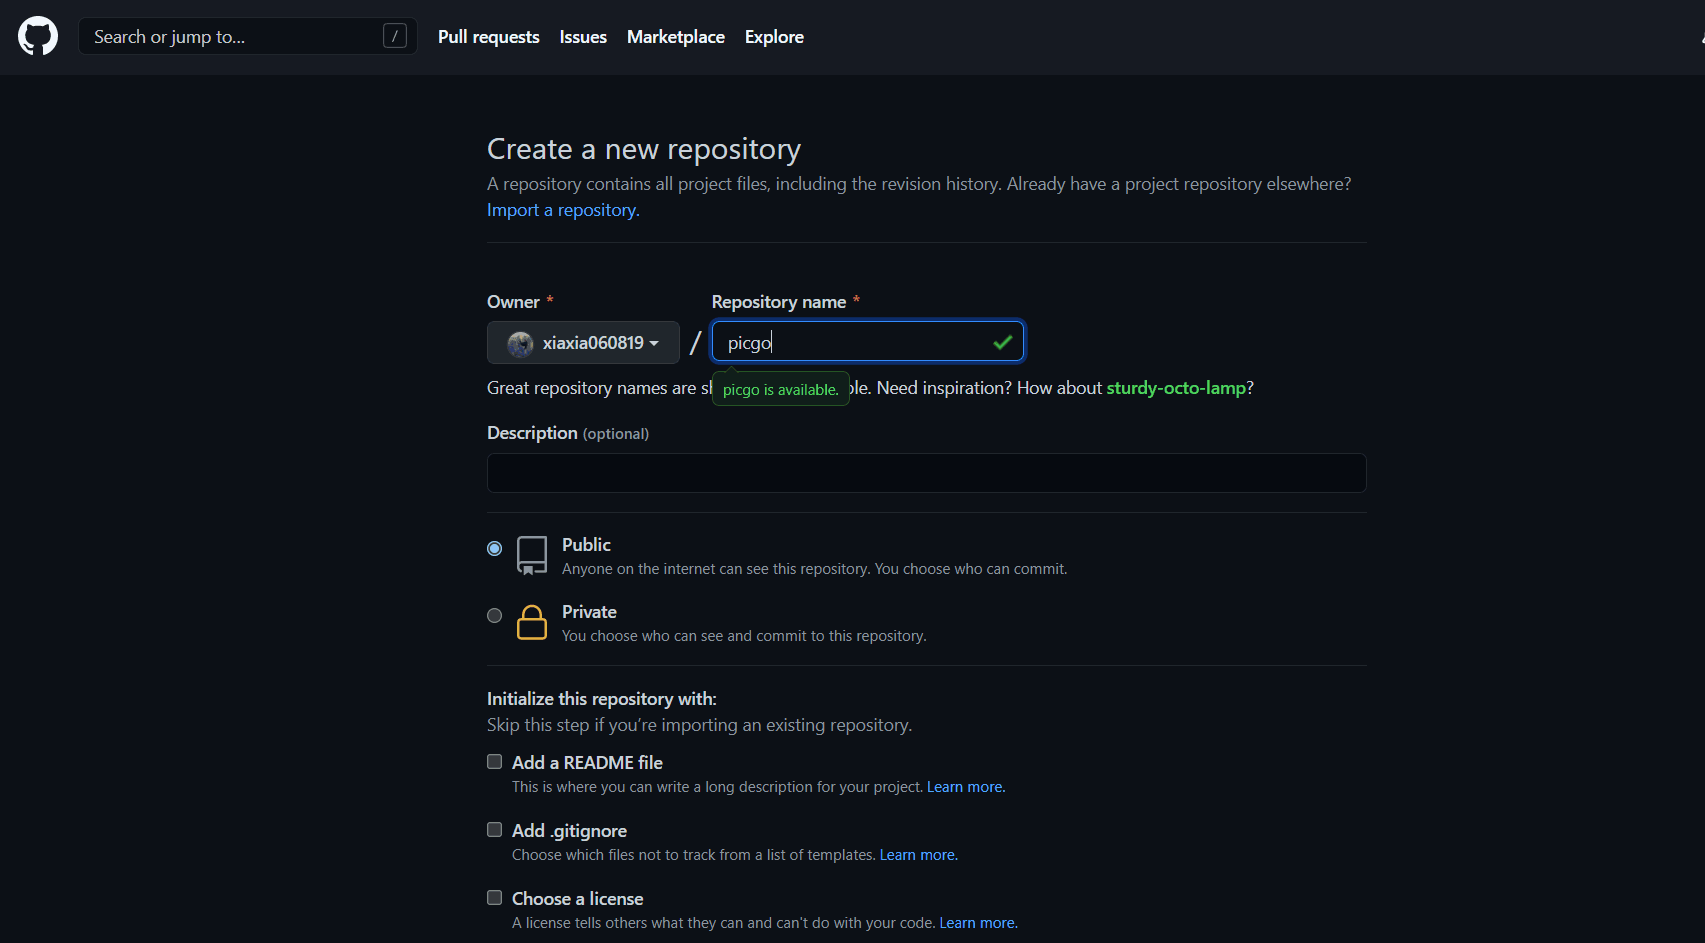 Search or jump to... / Pull requests Issues Marketplace Explore
Create a new repository
A repository contains all project files, including the revision history. Already have a project repository elsewhere?
Import a repository.
Owner * Repository name *
xiaxia060819 / picgo
picgo is available.
Great repository names are sh ble. Need inspiration? How about sturdy-octo-lamp?
Description (optional)
Public
Anyone on the internet can see this repository. You choose who can commit.
Private
You choose who can see and commit to this repository.
Initialize this repository with:
Skip this step if you’re importing an existing repository.
Add a README file
This is where you can write a long description for your project. Learn more.
Add .gitignore
Choose which files not to track from a list of templates. Learn more.
Choose a license
A license tells others what they can and can't do with your code. Learn more.